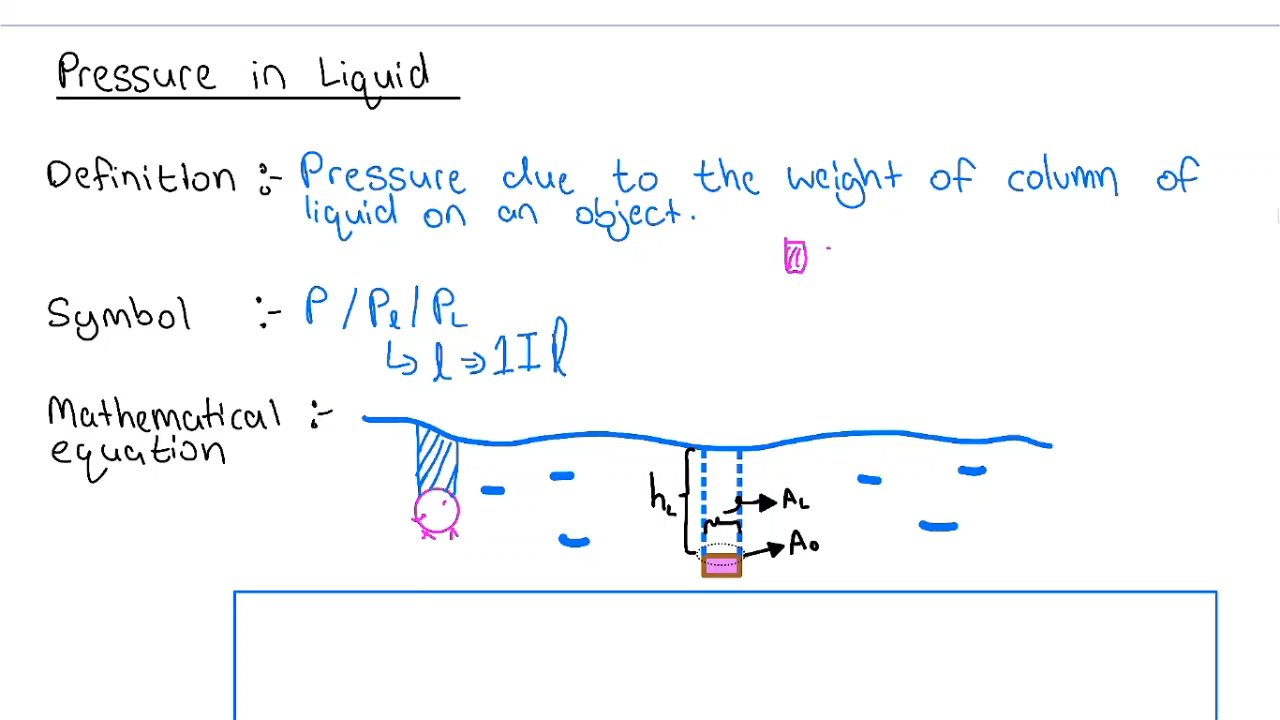 Pressure in Liquid
Definition :- Pressure due to the weight of column of
liquid on an object.
Symbol :- P / Pℓ / PL
↳ ℓ ⇒ 1 I ℓ
Mathematical :-
equation
hL
AL
Ao